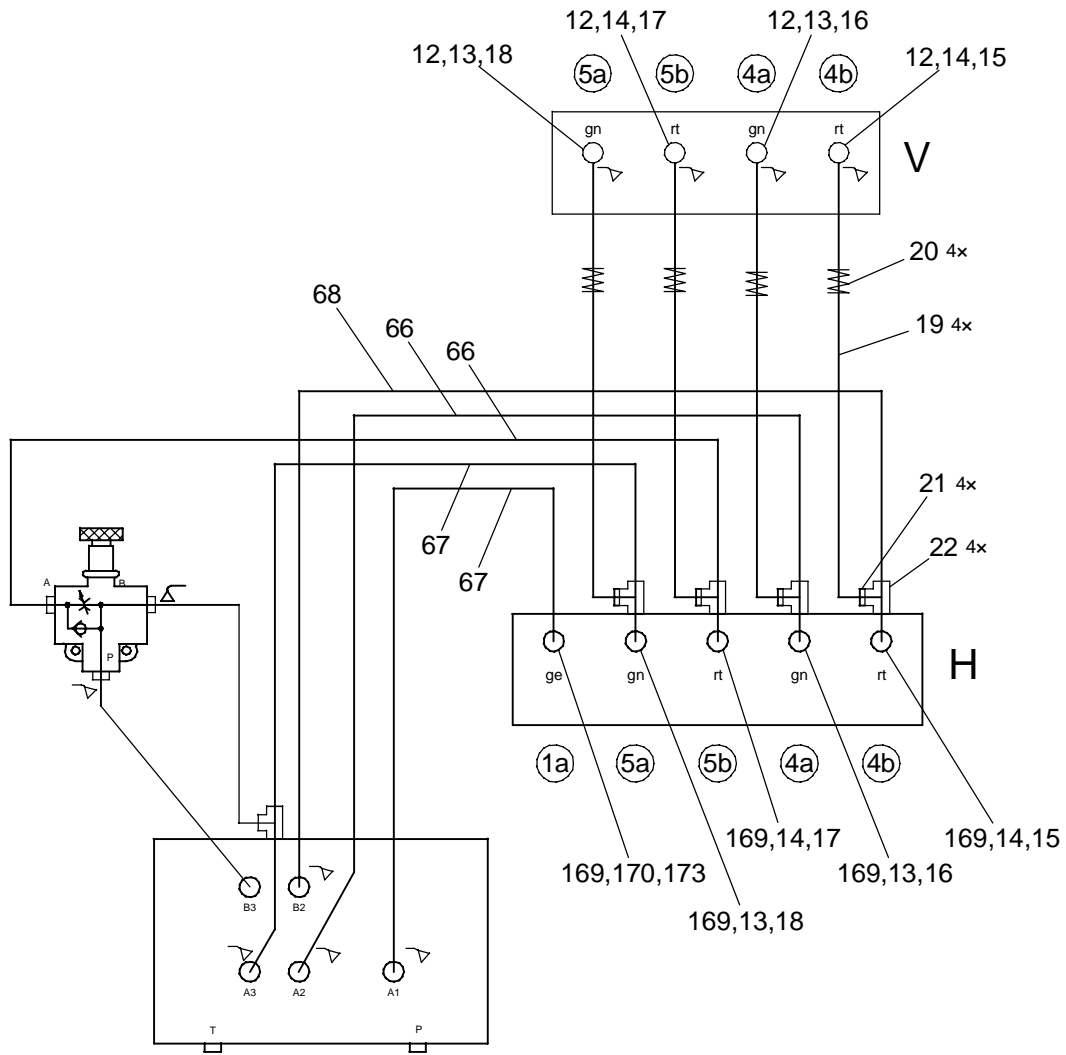 12,14,17 12,13,16
12,13,18 12,14,15
5a 5b 4a 4b
gn rt gn rt
V
20 4×
68
66 19 4×
66
21 4×
67 22 4×
67
A B
P
ge gn rt gn rt
H
1a 5a 5b 4a 4b
169,14,17 169,14,15
169,170,173 169,13,16
B3 B2
169,13,18
A3 A2 A1
T P